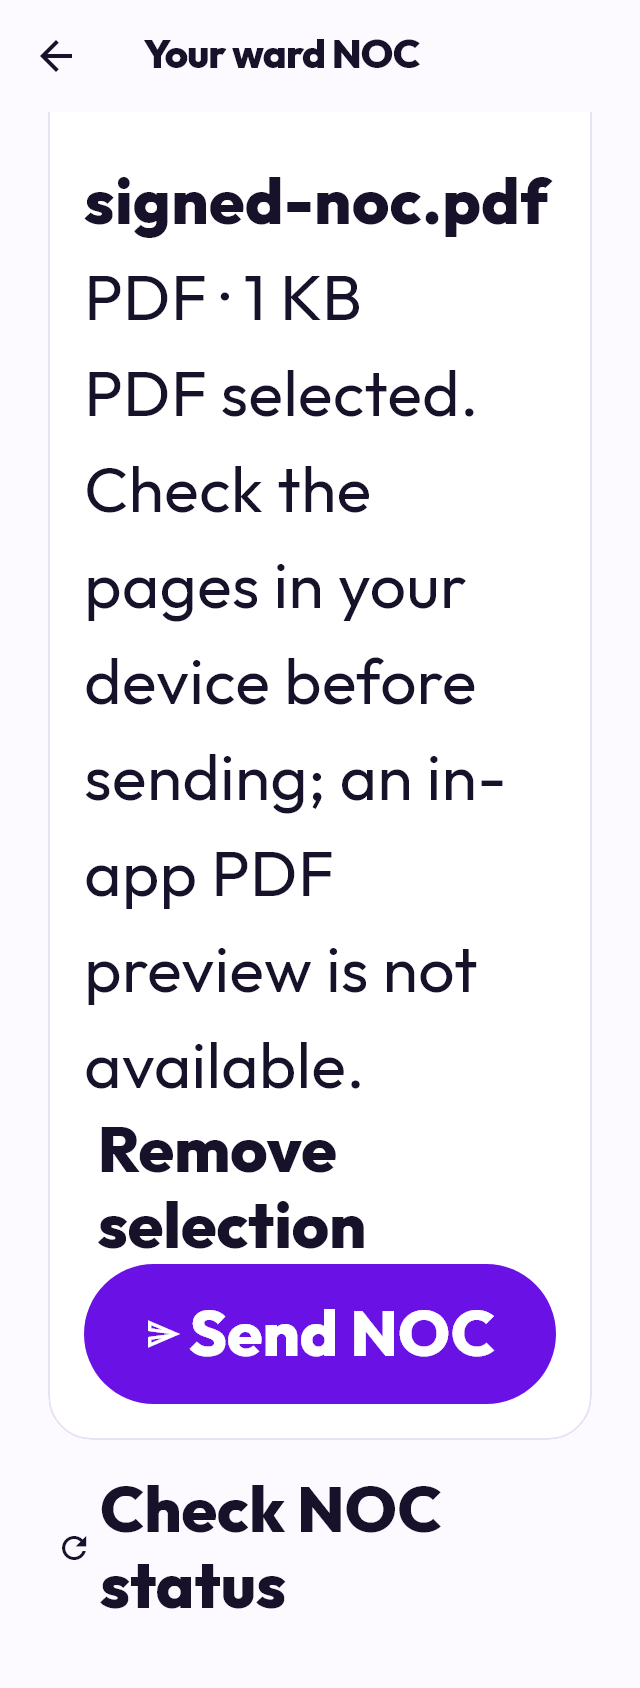 Your ward NOC
signed-noc.pdf
PDF · 1 KB
PDF selected.
Check the
pages in your
device before
sending; an in-
app PDF
preview is not
available.
Remove
selection
Send NOC
Check NOC
status